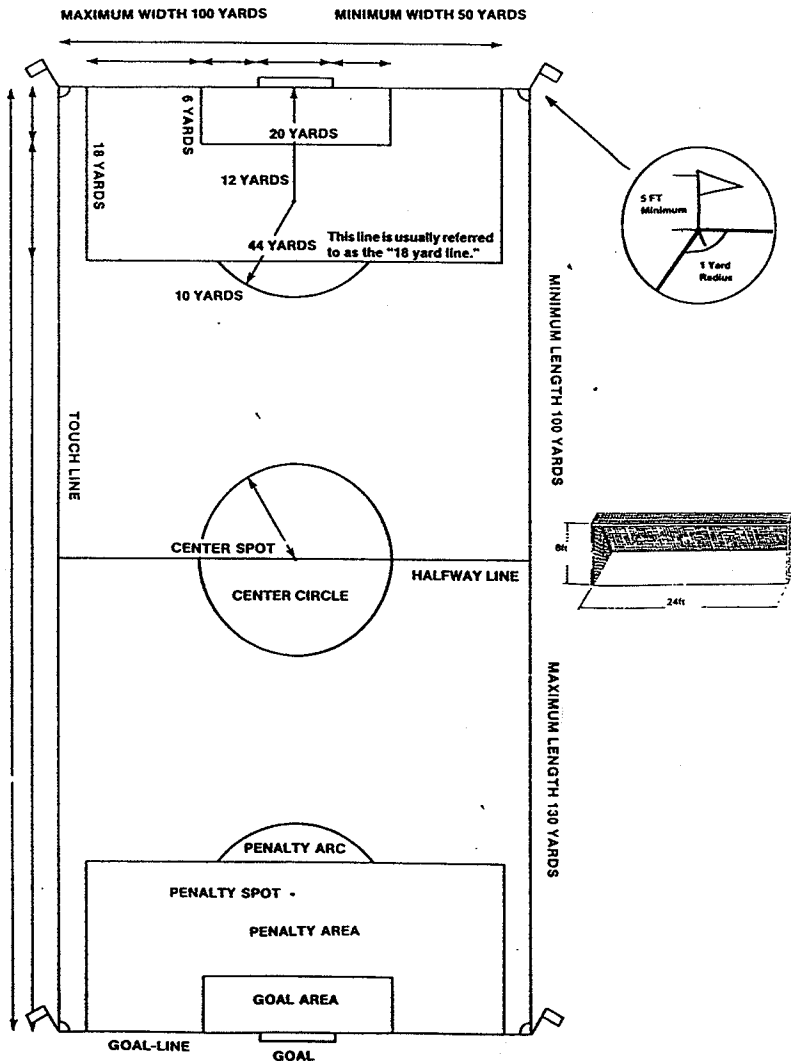 MAXIMUM WIDTH 100 YARDS
MINIMUM WIDTH 50 YARDS
6 YARDS
18 YARDS
20 YARDS
12 YARDS
44 YARDS
This line is usually referred
to as the "18 yard line."
10 YARDS
5 FT
Minimum
1 Yard
Radius
MINIMUM LENGTH 100 YARDS
TOUCH LINE
CENTER SPOT
HALFWAY LINE
CENTER CIRCLE
8ft
24ft
MAXIMUM LENGTH 130 YARDS
PENALTY ARC
PENALTY SPOT
PENALTY AREA
GOAL AREA
GOAL-LINE
GOAL